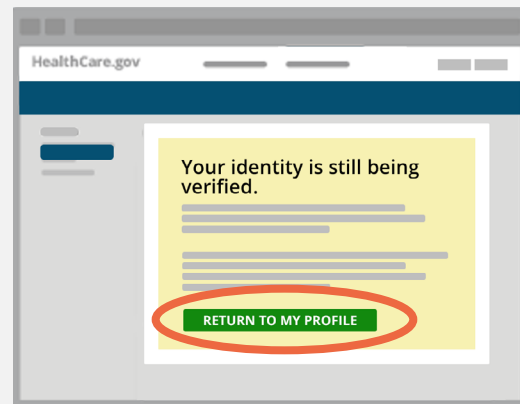 HealthCare.gov
Your identity is still being
verified.
RETURN TO MY PROFILE